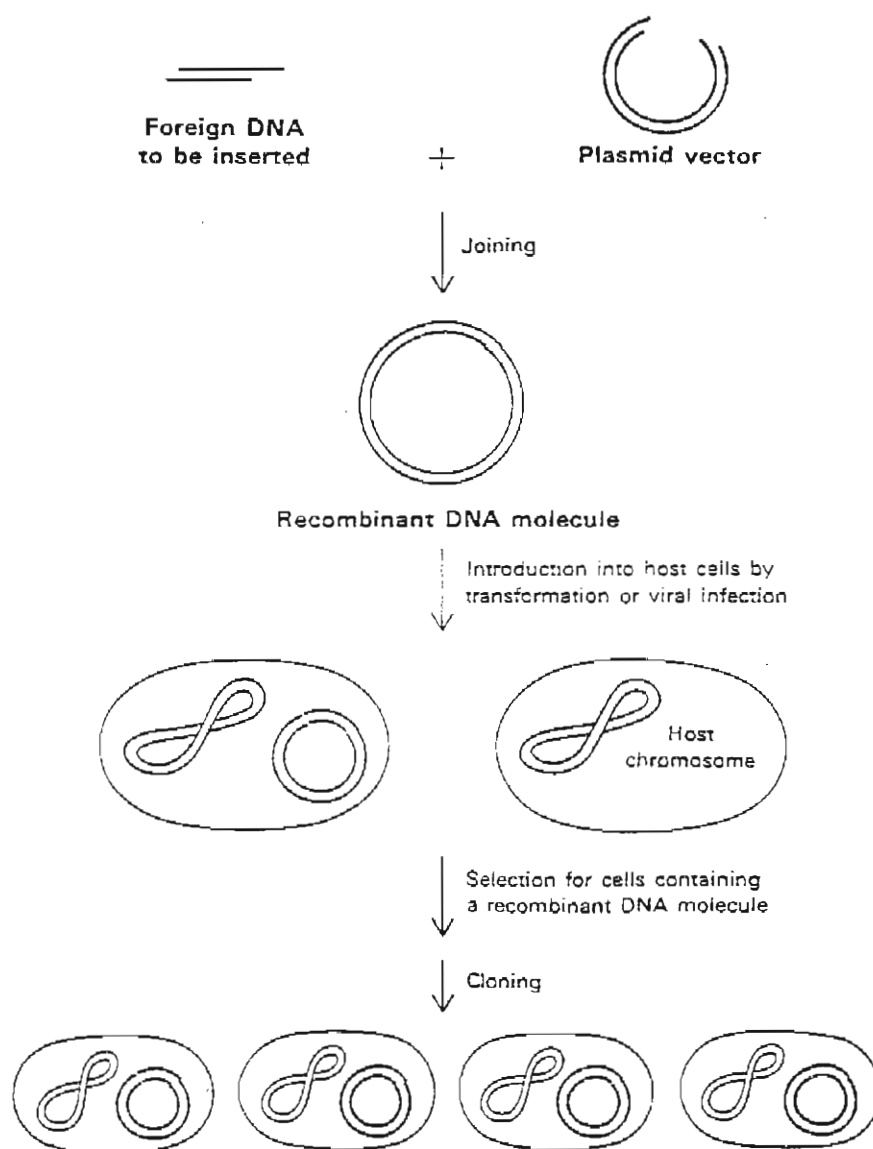 Foreign DNA
to be inserted
÷
Plasmid vector
Joining
Recombinant DNA molecule
Introduction into host cells by
transformation or viral infection
Host
chromosome
Selection for cells containing
a recombinant DNA molecule
Cloning